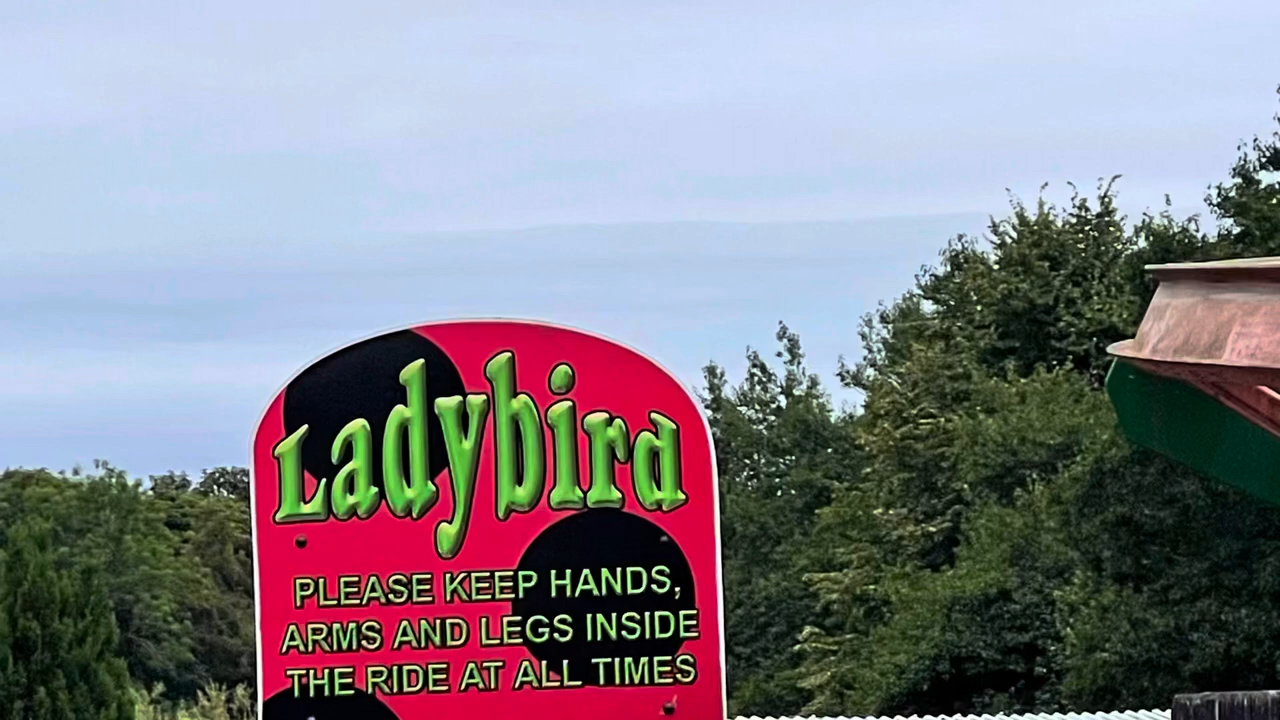 Ladybird
PLEASE KEEP HANDS,
ARMS AND LEGS INSIDE
THE RIDE AT ALL TIMES